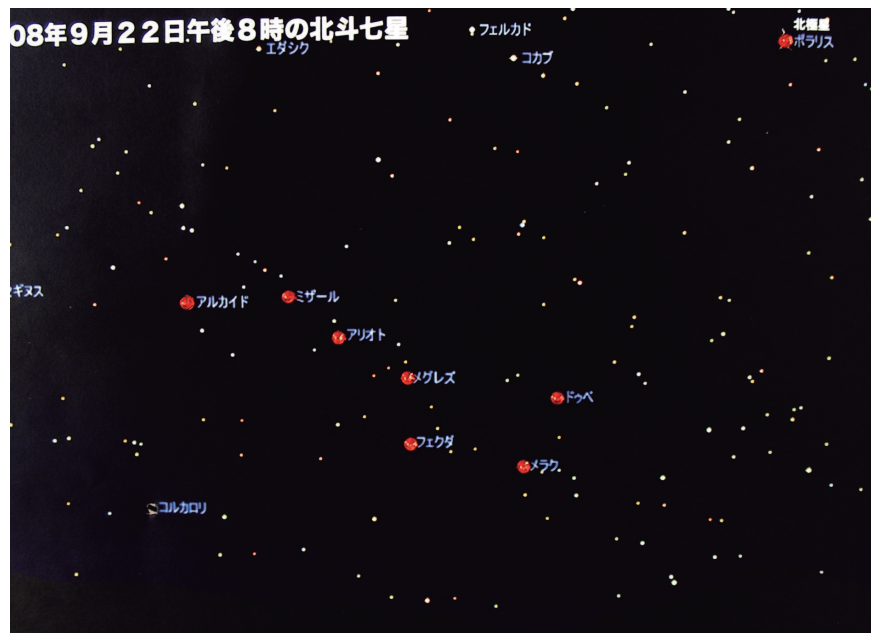 08年9月22日午後8時の北斗七星
フェルカド
北極星
ポラリス
エダシク
コカブ
ギヌス
アルカイド
ミザール
アリオト
メグレズ
ドゥベ
フェクダ
メラク
コルカロリ